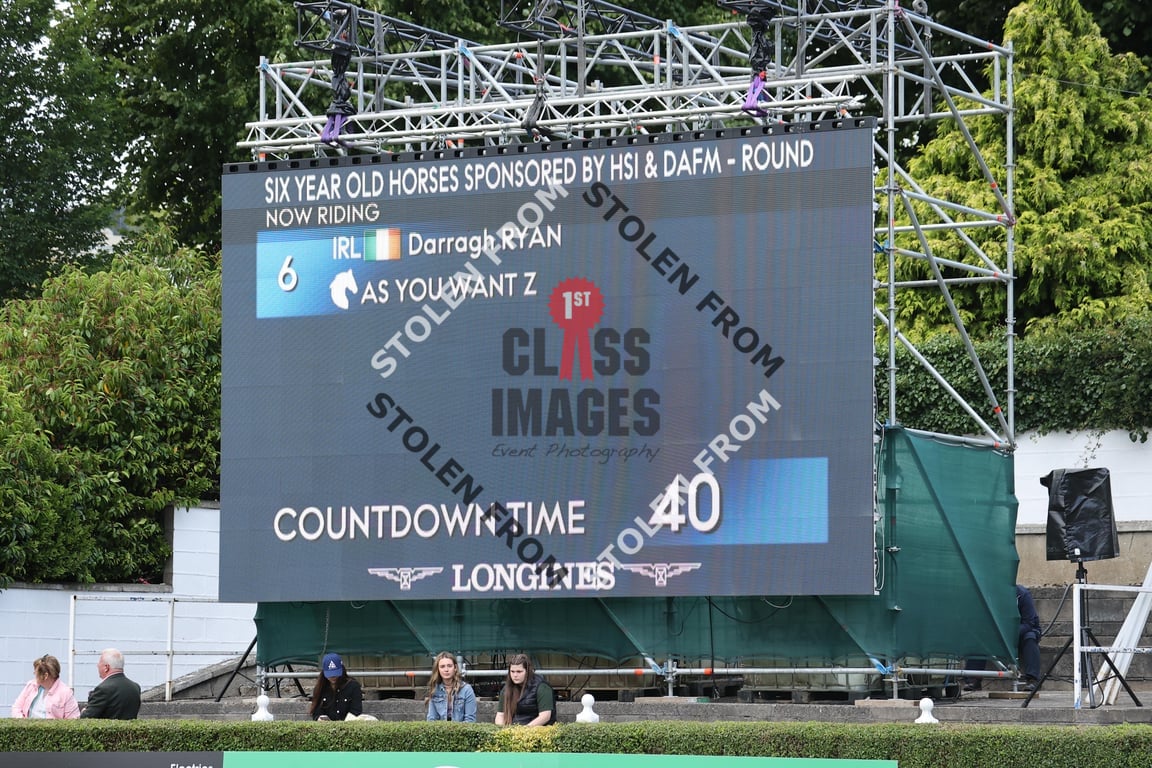 SIX YEAR OLD HORSES SPONSORED BY HSI & DAFM - ROUND
NOW RIDING
6 IRL Darragh RYAN
AS YOU WANT Z
STOLEN FROM
STOLEN FROM
1ST
CLASS
IMAGES
Event Photography
STOLEN FROM
STOLEN FROM
COUNTDOWN TIME 40
LONGINES
Electrics